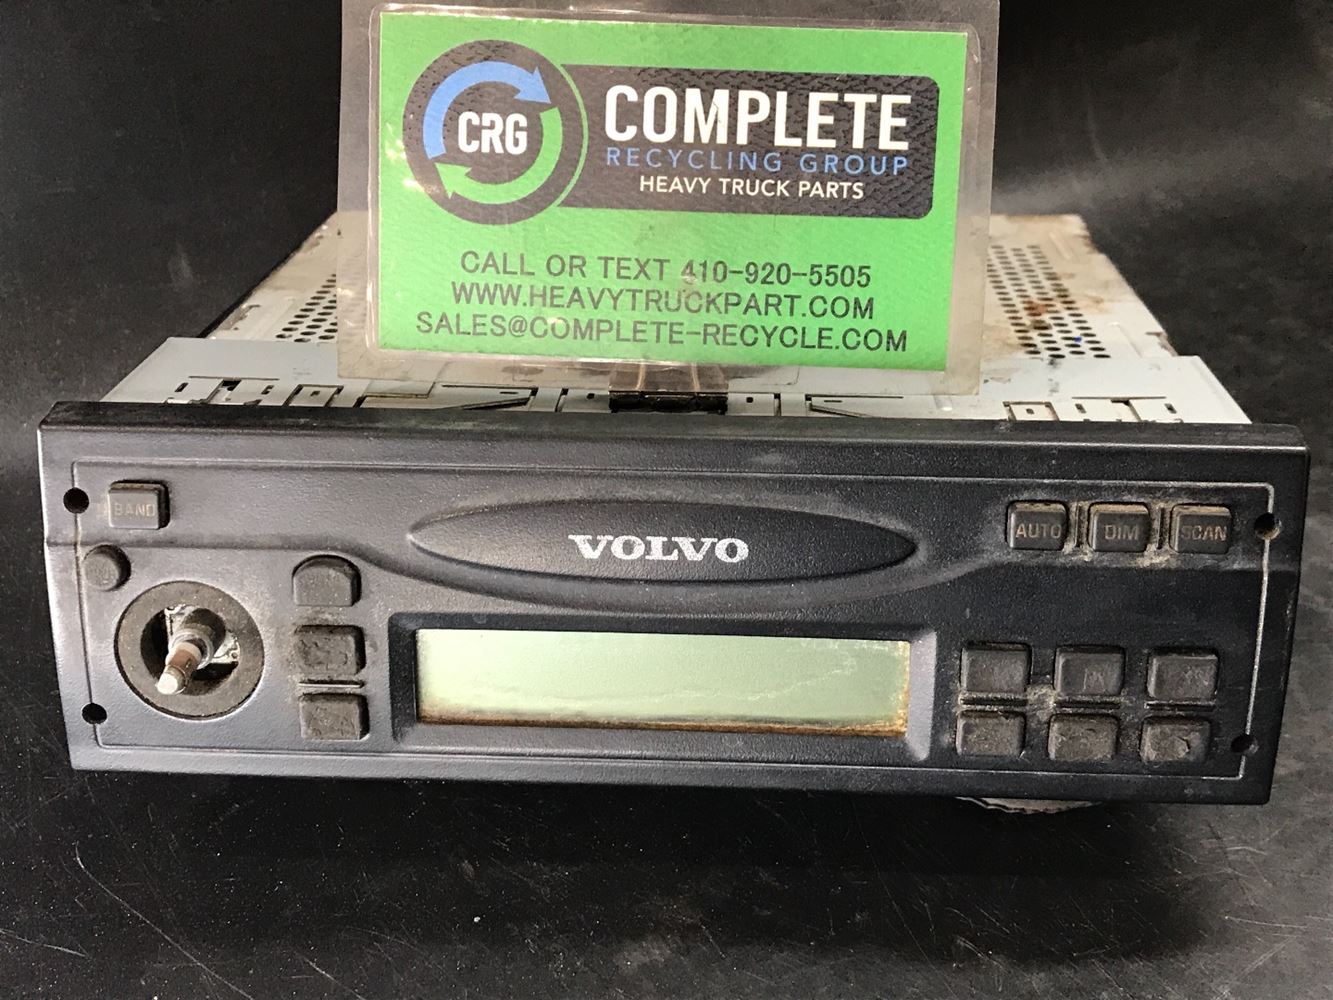 CRG
COMPLETE
RECYCLING GROUP
HEAVY TRUCK PARTS
CALL OR TEXT 410-920-5505
WWW.HEAVYTRUCKPART.COM
SALES@COMPLETE-RECYCLE.COM
BAND
VOLVO
AUTO DIM SCAN